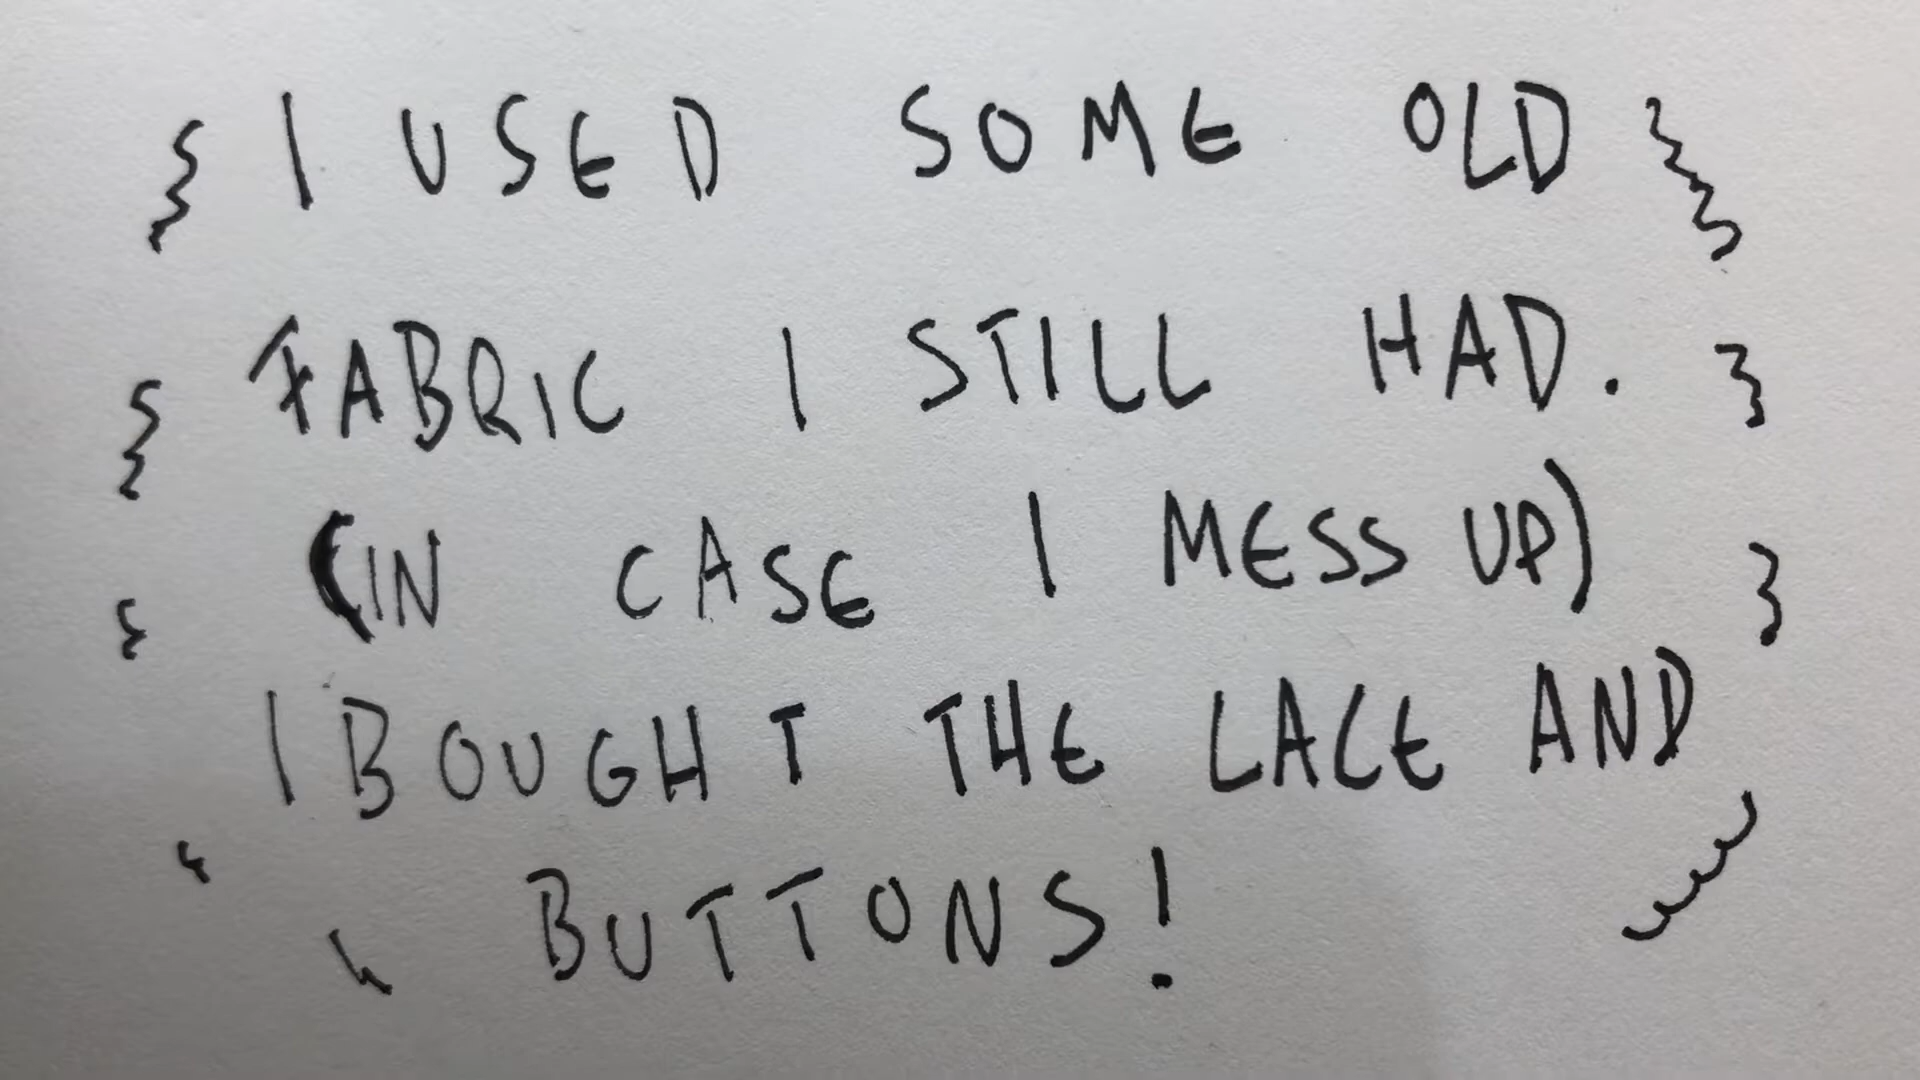 I USED SOME OLD
FABRIC I STILL HAD.
(IN CASE I MESS UP)
I BOUGHT THE LACE AND
BUTTONS!